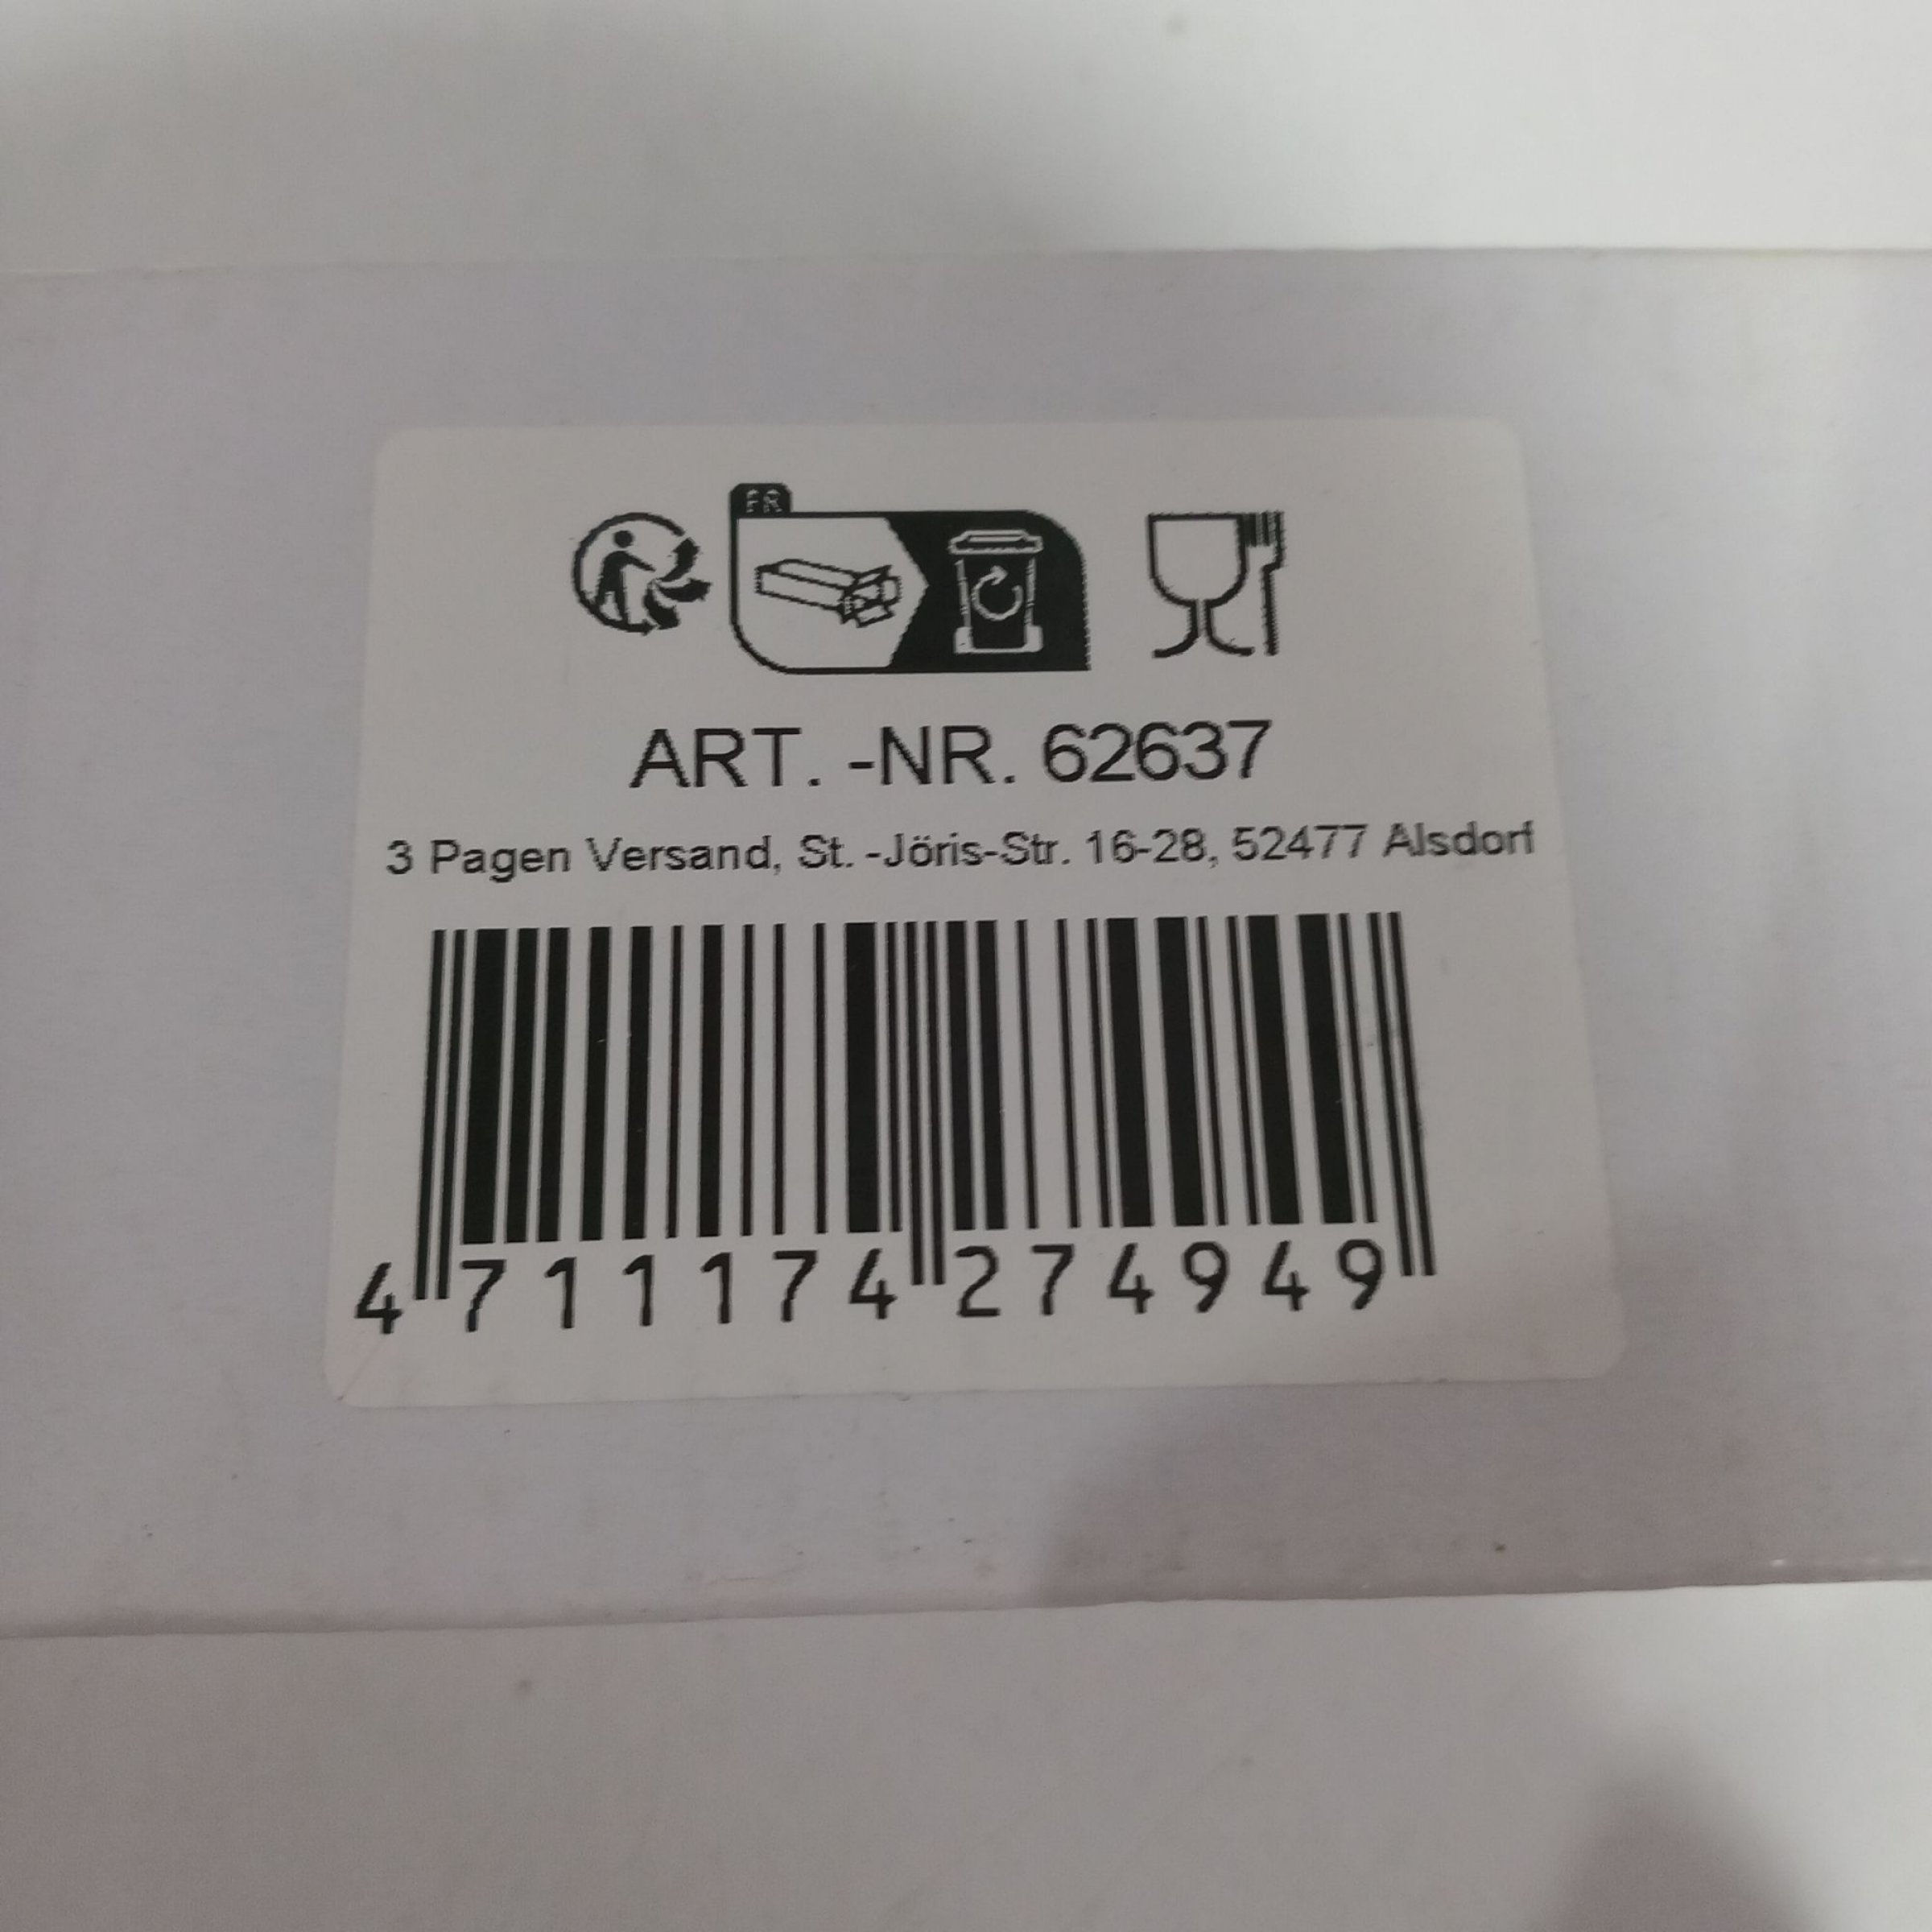 FR
ART. -NR. 62637
3 Pagen Versand, St. -Jöris-Str. 16-28, 52477 Alsdorf
4 711174 274949